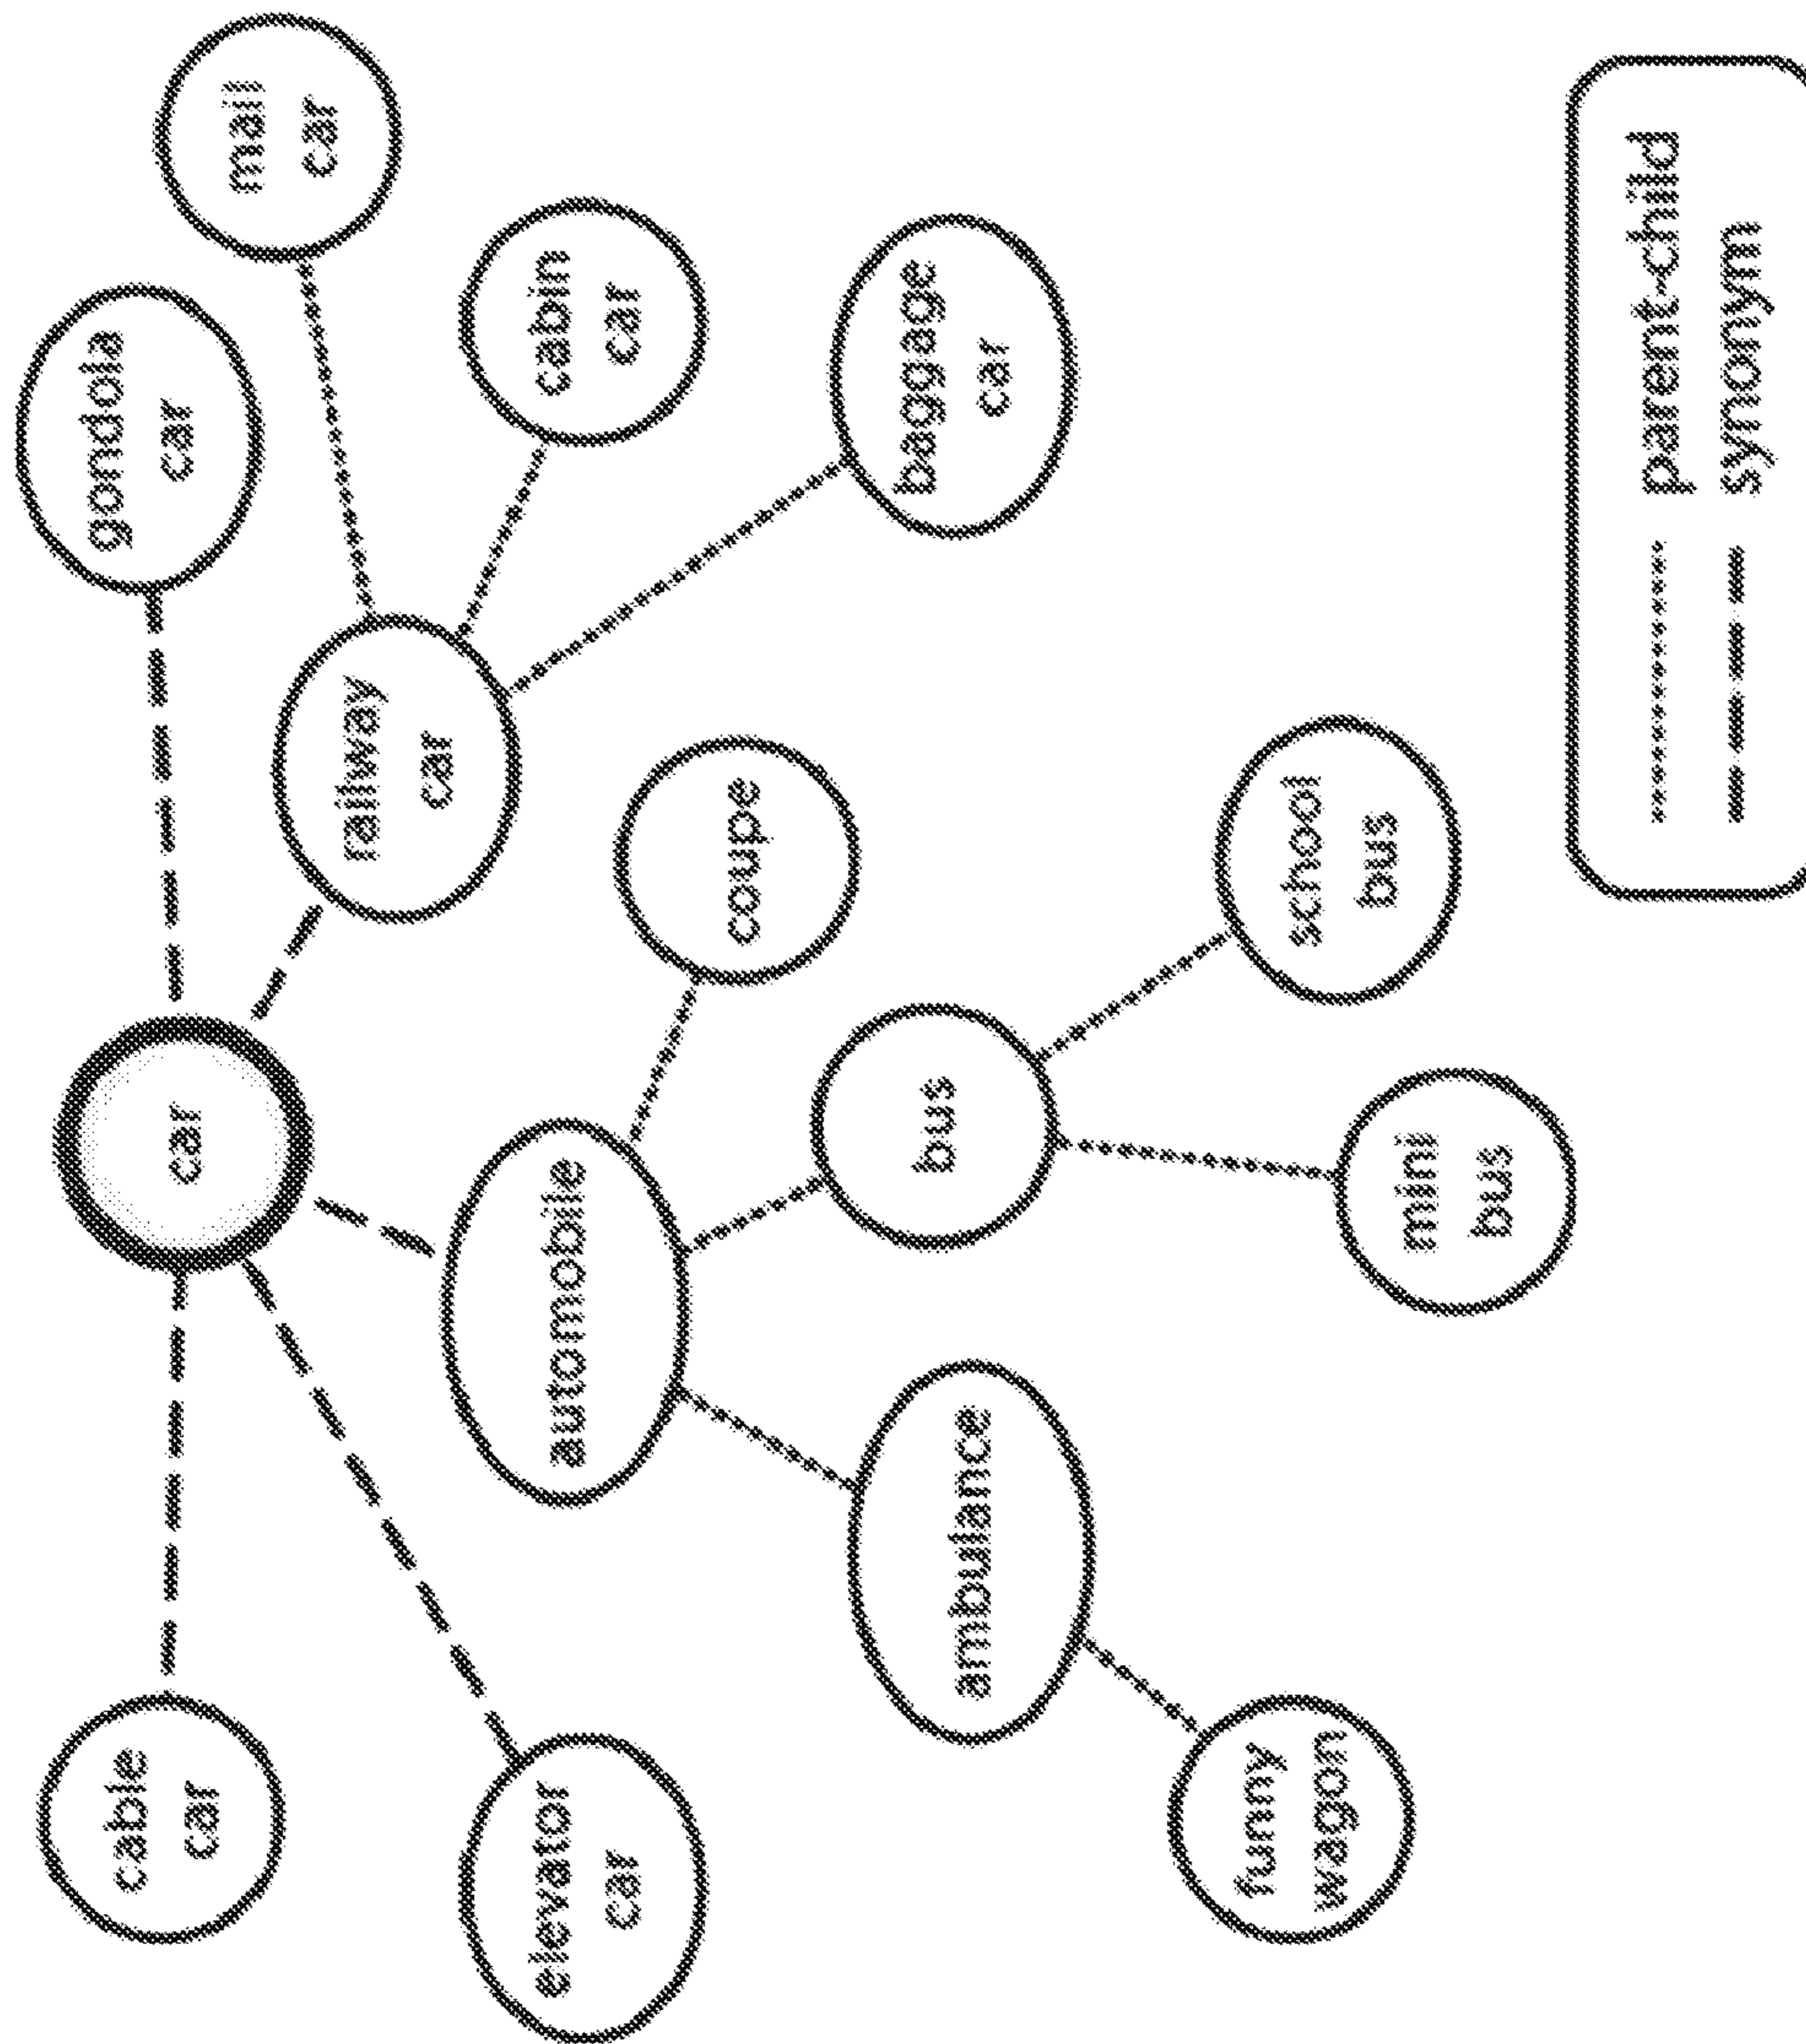 car
cable
car
gondola
car
elevator
car
automobile
railway
car
mail
car
cabin
car
baggage
car
coupe
ambulance
bus
funny
wagon
mini
bus
school
bus
parent-child
synonym